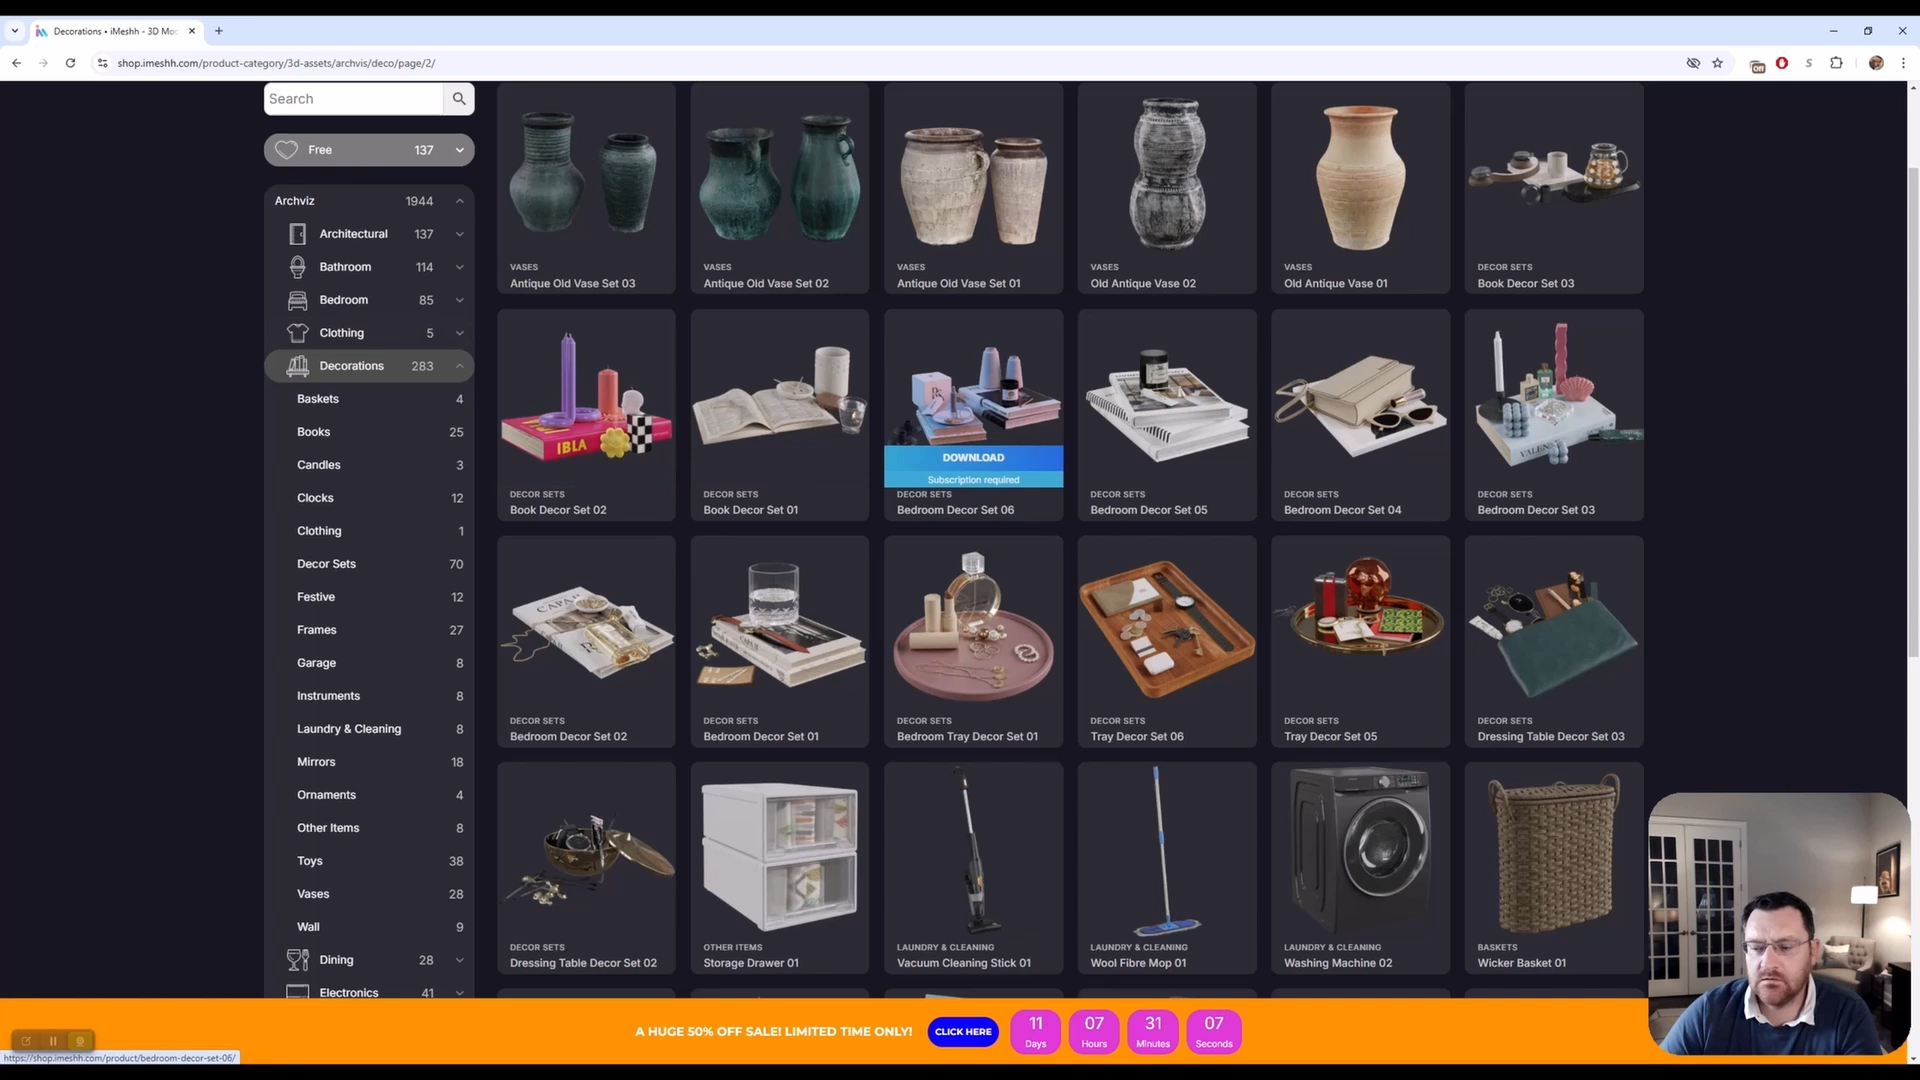 Decorations • iMeshh - 3D Mo
shop.imeshh.com/product-category/3d-assets/archvis/deco/page/2/
Off
Search
Free 137
Archviz 1944
Architectural 137
Bathroom 114
Bedroom 85
Clothing 5
Decorations 283
Baskets 4
Books 25
Candles 3
Clocks 12
Clothing 1
Decor Sets 70
Festive 12
Frames 27
Garage 8
Instruments 8
Laundry & Cleaning 8
Mirrors 18
Ornaments 4
Other Items 8
Toys 38
Vases 28
Wall 9
Dining 28
Electronics 41
VASES
Antique Old Vase Set 03
VASES
Antique Old Vase Set 02
VASES
Antique Old Vase Set 01
VASES
Old Antique Vase 02
VASES
Old Antique Vase 01
DECOR SETS
Book Decor Set 03
IBLA
DECOR SETS
Book Decor Set 02
DECOR SETS
Book Decor Set 01
DOWNLOAD
Subscription required
DECOR SETS
Bedroom Decor Set 06
DECOR SETS
Bedroom Decor Set 05
DECOR SETS
Bedroom Decor Set 04
DECOR SETS
Bedroom Decor Set 03
DECOR SETS
Bedroom Decor Set 02
DECOR SETS
Bedroom Decor Set 01
DECOR SETS
Bedroom Tray Decor Set 01
DECOR SETS
Tray Decor Set 06
DECOR SETS
Tray Decor Set 05
DECOR SETS
Dressing Table Decor Set 03
DECOR SETS
Dressing Table Decor Set 02
OTHER ITEMS
Storage Drawer 01
LAUNDRY & CLEANING
Vacuum Cleaning Stick 01
LAUNDRY & CLEANING
Wool Fibre Mop 01
LAUNDRY & CLEANING
Washing Machine 02
BASKETS
Wicker Basket 01
A HUGE 50% OFF SALE! LIMITED TIME ONLY!
CLICK HERE
11 Days
07 Hours
31 Minutes
07 Seconds
https://shop.imeshh.com/product/bedroom-decor-set-06/